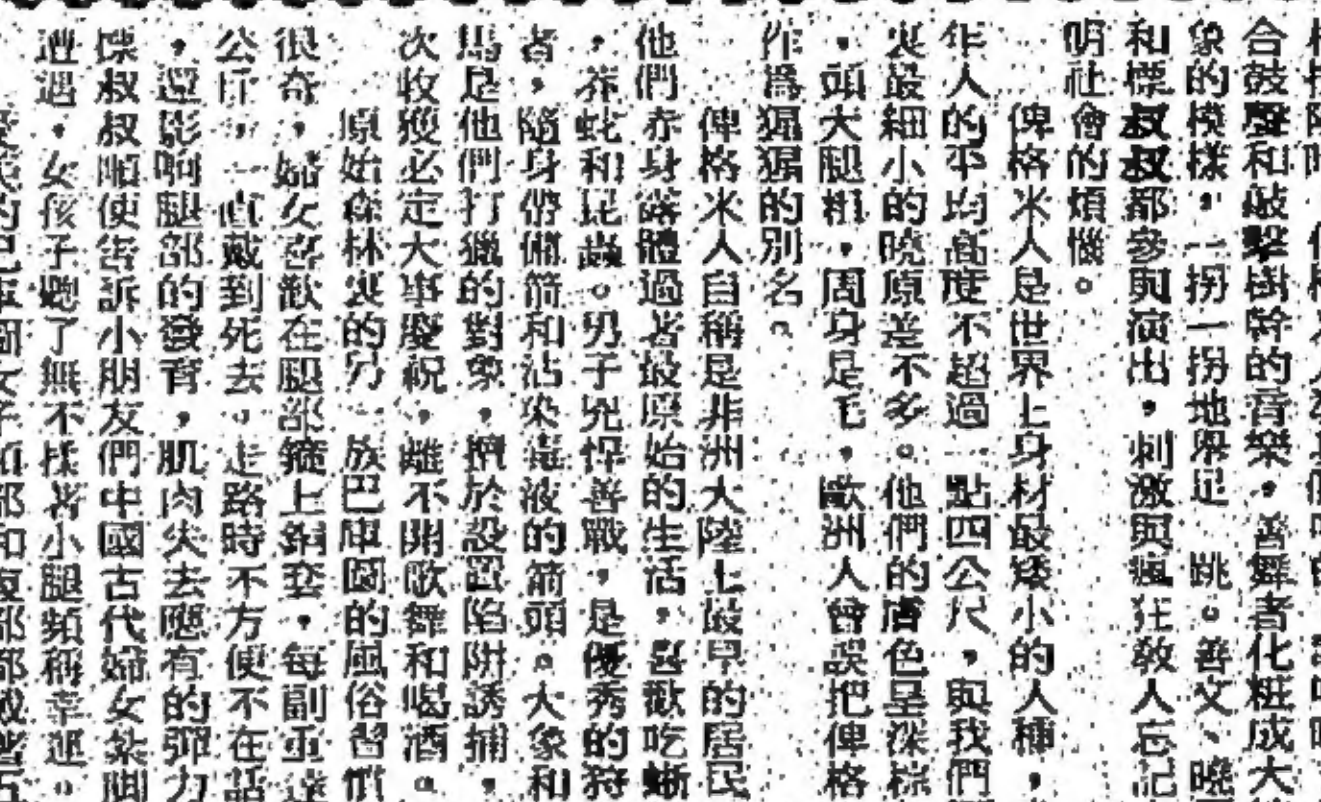 合鼓聲和敲擊樹幹的音樂,善舞者化粧成大
象的模樣,一拐一拐地滑足 跳。善文、曉
和標叔叔都參與演出,刺激與瘋狂敎人忘記
明社會的煩惱。
俾格米人是世界上身材最矮小的人種,
年人的平均高度不超過一點四公尺,與我們
裏最細小的曉原差不多。他們的膚色呈深棕
,頭大腿粗,周身是毛,歐洲人曾誤把俾格
作爲猩猩的別名。
俾格米人自稱是非洲大陸上最早的居民
他們赤身露體過着最原始的生活,喜歡吃蜥
,莽蛇和昆蟲。男子兇悍善戰,是優秀的狩
者,隨身帶備箭和沾染毒液的箭頭。大象和
馬是他們打獵的對象,擅於設置陷阱誘捕,
次收獲必定大事慶祝,離不開歌舞和喝酒。
原始森林裏的另一族巴軍圖的風俗習慣
很奇,婦女喜歡在腿部箍上銅套,每副重達
公斤,一直戴到死去。走路時不方便不在話
,還影响腿部的發育,肌肉失去應有的彈力
叔叔順便告訴小朋友們中國古代婦女紮脚
遭遇,女孩子聽了無不揉着小腿頻稱幸運。